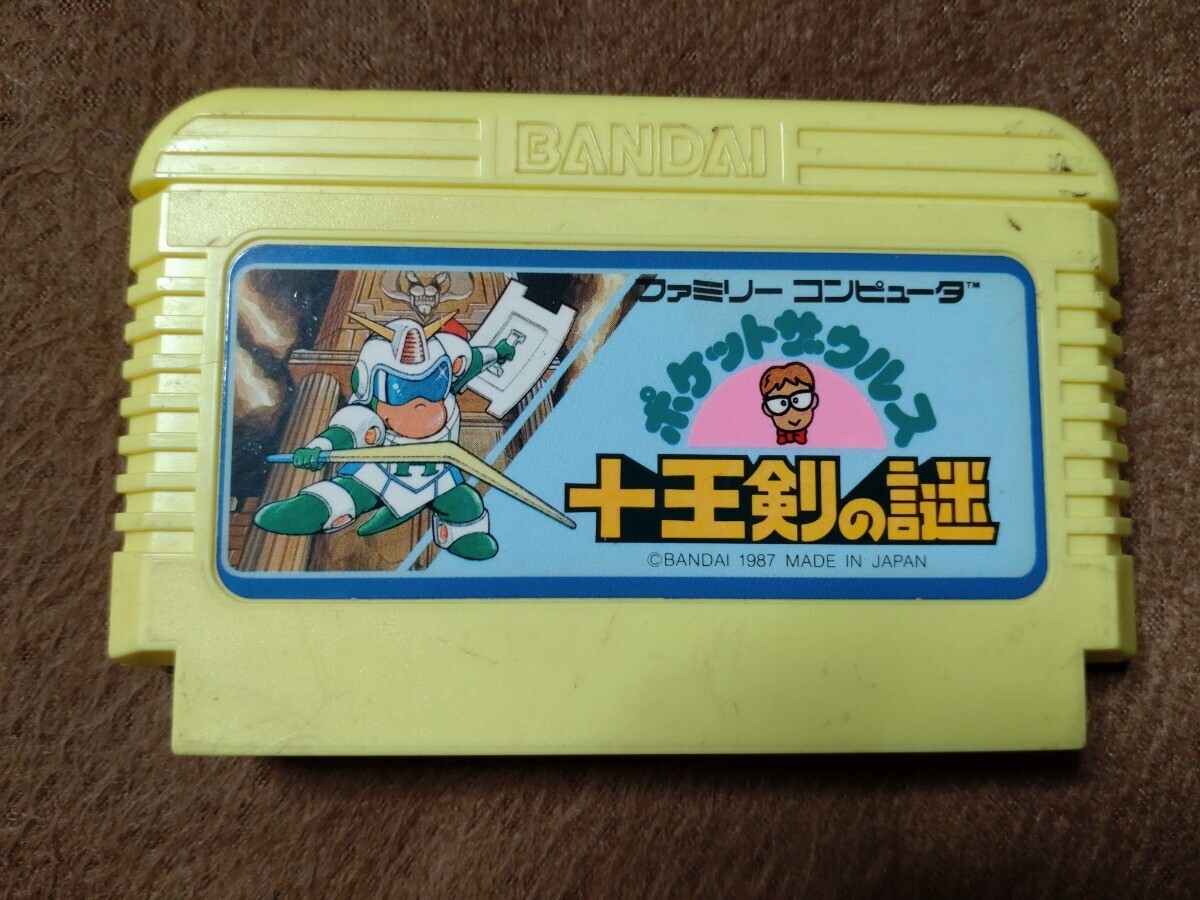 BANDAI
ファミリー コンピュータ™
ポケットザウルス
十王剣の謎
©BANDAI 1987 MADE IN JAPAN